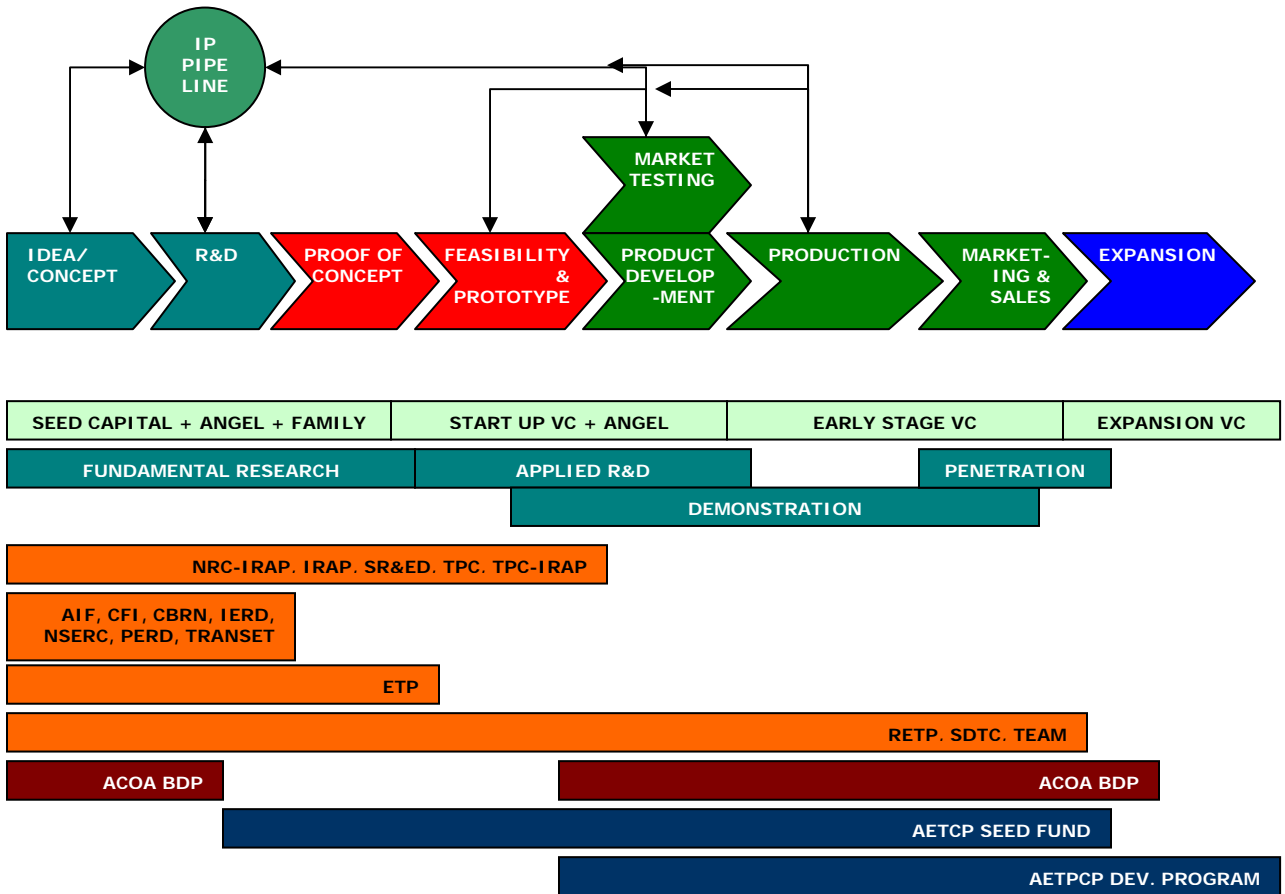 IP
PIPE
LINE
MARKET
TESTING
IDEA/
CONCEPT
R&D
PROOF OF
CONCEPT
FEASIBILITY
&
PROTOTYPE
PRODUCT
DEVELOP
-MENT
PRODUCTION
MARKET-
ING &
SALES
EXPANSION
SEED CAPITAL + ANGEL + FAMILY
START UP VC + ANGEL
EARLY STAGE VC
EXPANSION VC
FUNDAMENTAL RESEARCH
APPLIED R&D
PENETRATION
DEMONSTRATION
NRC-IRAP. IRAP. SR&ED. TPC. TPC-IRAP
AIF, CFI, CBRN, IERD,
NSERC, PERD, TRANSET
ETP
RETP. SDTC. TEAM
ACOA BDP
ACOA BDP
AETCP SEED FUND
AETPCP DEV. PROGRAM